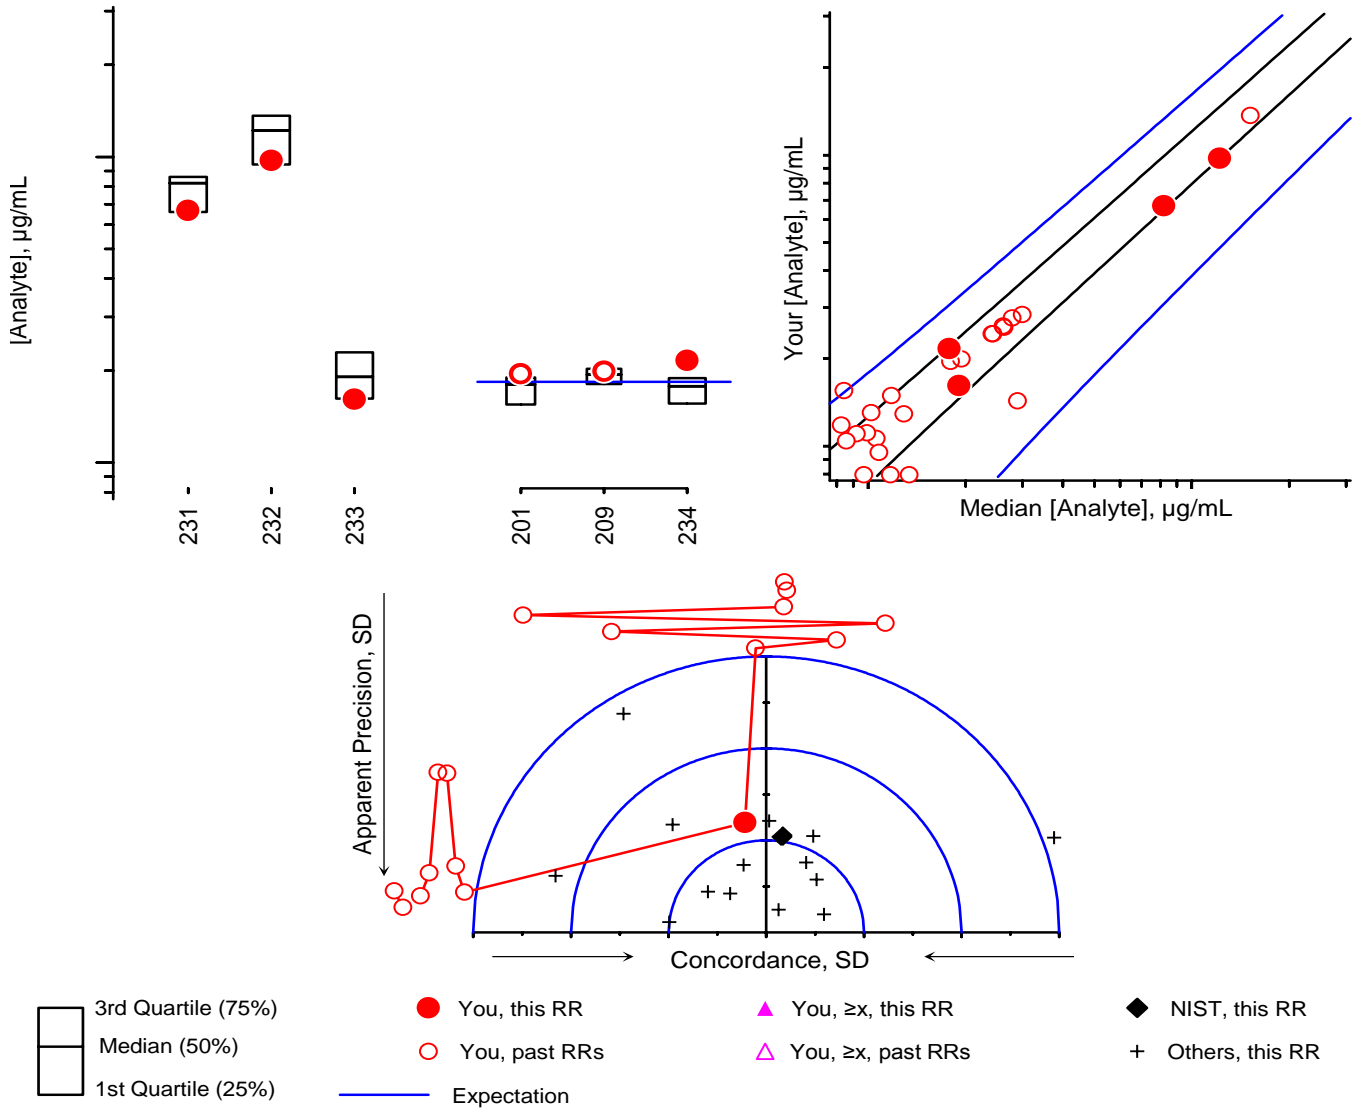 [Analyte], µg/mL
231
232
233
201
209
234
Your [Analyte], µg/mL
Median [Analyte], µg/mL
Apparent Precision, SD
Concordance, SD
3rd Quartile (75%)
Median (50%)
1st Quartile (25%)
You, this RR
You, past RRs
Expectation
You, ≥x, this RR
You, ≥x, past RRs
NIST, this RR
Others, this RR